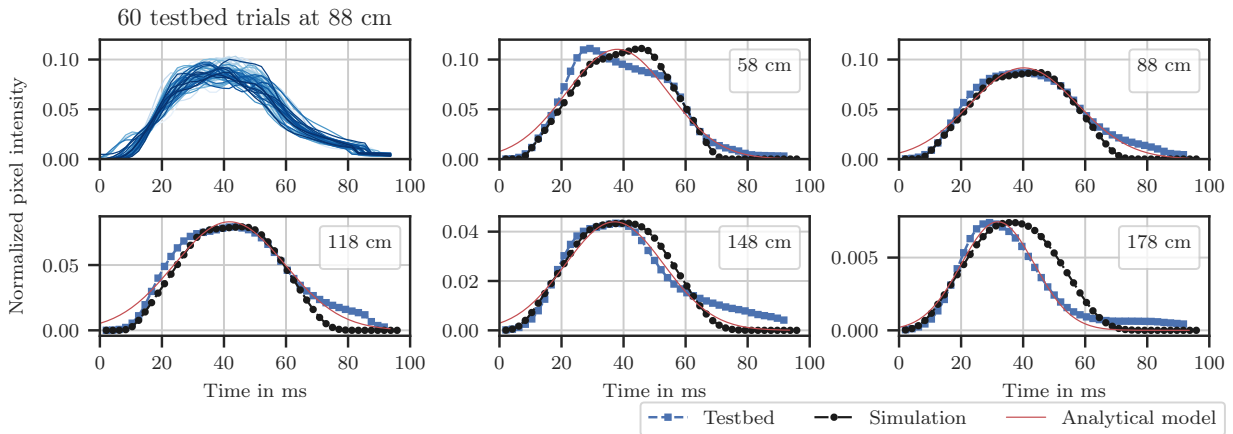 60 testbed trials at 88 cm
Normalized pixel intensity
0.10
0.05
0.00
0 20 40 60 80 100
0.10
0.05
0.00
58 cm
0 20 40 60 80 100
0.10
0.05
0.00
88 cm
0 20 40 60 80 100
0.05
0.00
118 cm
0 20 40 60 80 100
Time in ms
0.04
0.02
0.00
148 cm
0 20 40 60 80 100
Time in ms
0.005
0.000
178 cm
0 20 40 60 80 100
Time in ms
Testbed Simulation Analytical model